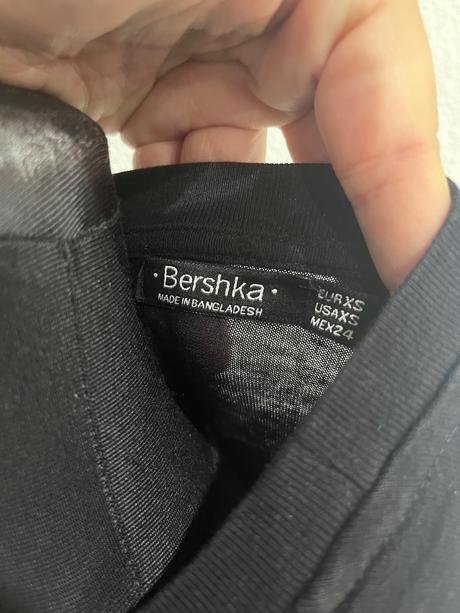 · Bershka ·
MADE IN BANGLADESH
EUR XS
USA XS
MEX 24